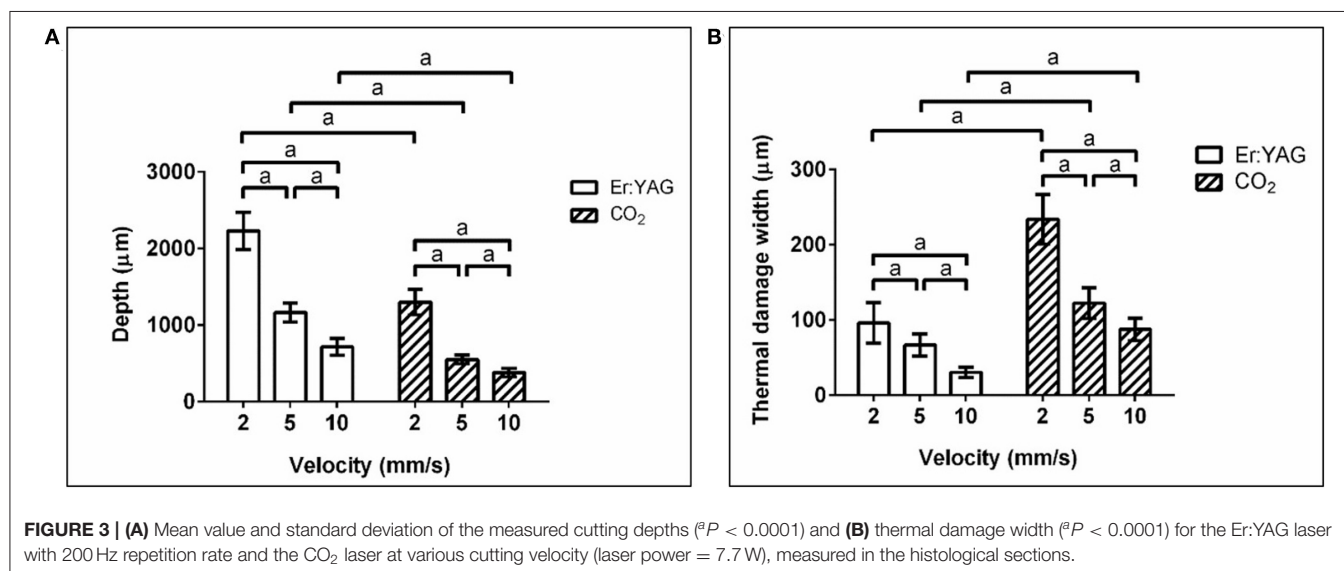 A
a
a
a
a
a a
3000
2000
1000
0
Depth (μm)
Er:YAG
CO₂
a
a a
2 5 10 2 5 10
Velocity (mm/s)
B
a
a
a
a
a a
300
200
100
0
Thermal damage width (μm)
Er:YAG
CO₂
a
a a
2 5 10 2 5 10
Velocity (mm/s)
FIGURE 3 | (A) Mean value and standard deviation of the measured cutting depths (ᵃP < 0.0001) and (B) thermal damage width (ᵃP < 0.0001) for the Er:YAG laser
with 200 Hz repetition rate and the CO₂ laser at various cutting velocity (laser power = 7.7 W), measured in the histological sections.